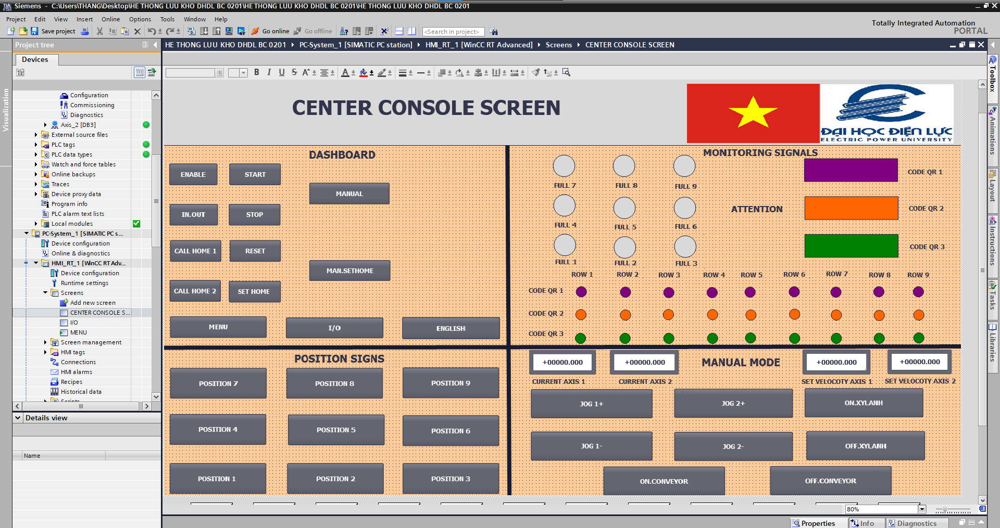 Siemens - C:\Users\THANG\Desktop\HE THONG LUU KHO DHDL BC 0201\HE THONG LUU KHO DHDL BC 0201\HE THONG LUU KHO DHDL BC 0201
Project Edit View Insert Online Options Tools Window Help
Totally Integrated Automation
PORTAL
Save project Go online Go offline <Search in project>
Project tree
HE THONG LUU KHO DHDL BC 0201 PC-System_1 [SIMATIC PC station] HMI_RT_1 [WinCC RT Advanced] Screens CENTER CONSOLE SCREEN
Devices
B I U S A A
Visualization
Configuration
Commissioning
Diagnostics
Axis_2 [DB3]
External source files
PLC tags
PLC data types
Watch and force tables
Online backups
Traces
Device proxy data
Program info
PLC alarm text lists
Local modules
PC-System_1 [SIMATIC PC s...
Device configuration
Online & diagnostics
HMI_RT_1 [WinCC RT Adv...
Device configuration
Runtime settings
Screens
Add new screen
CENTER CONSOLE S...
I/O
MENU
Screen management
HMI tags
Connections
HMI alarms
Recipes
Historical data
Scripts
Details view
Name
CENTER CONSOLE SCREEN
ĐẠI HỌC ĐIỆN LỰC
ELECTRIC POWER UNIVERSITY
DASHBOARD
ENABLE START
MANUAL
IN.OUT STOP
CALL HOME 1 RESET
MAN.SETHOME
CALL HOME 2 SET HOME
MENU I/O ENGLISH
MONITORING SIGNALS
CODE QR 1
FULL 7 FULL 8 FULL 9
ATTENTION CODE QR 2
FULL 4 FULL 5 FULL 6
CODE QR 3
FULL 1 FULL 2 FULL 3
ROW 1 ROW 2 ROW 3 ROW 4 ROW 5 ROW 6 ROW 7 ROW 8 ROW 9
CODE QR 1
CODE QR 2
CODE QR 3
POSITION SIGNS
POSITION 7 POSITION 8 POSITION 9
POSITION 4 POSITION 5 POSITION 6
POSITION 1 POSITION 2 POSITION 3
+00000.000 +00000.000 MANUAL MODE +00000.000 +00000.000
CURRENT AXIS 1 CURRENT AXIS 2 SET VELOCOTY AXIS 1 SET VELOCOTY AXIS 2
JOG 1+ JOG 2+ ON.XYLANH
JOG 1- JOG 2- OFF.XYLANH
ON.CONVEYOR OFF.CONVEYOR
80%
Properties Info Diagnostics
Toolbox
Animations
Layout
Instructions
Tasks
Libraries